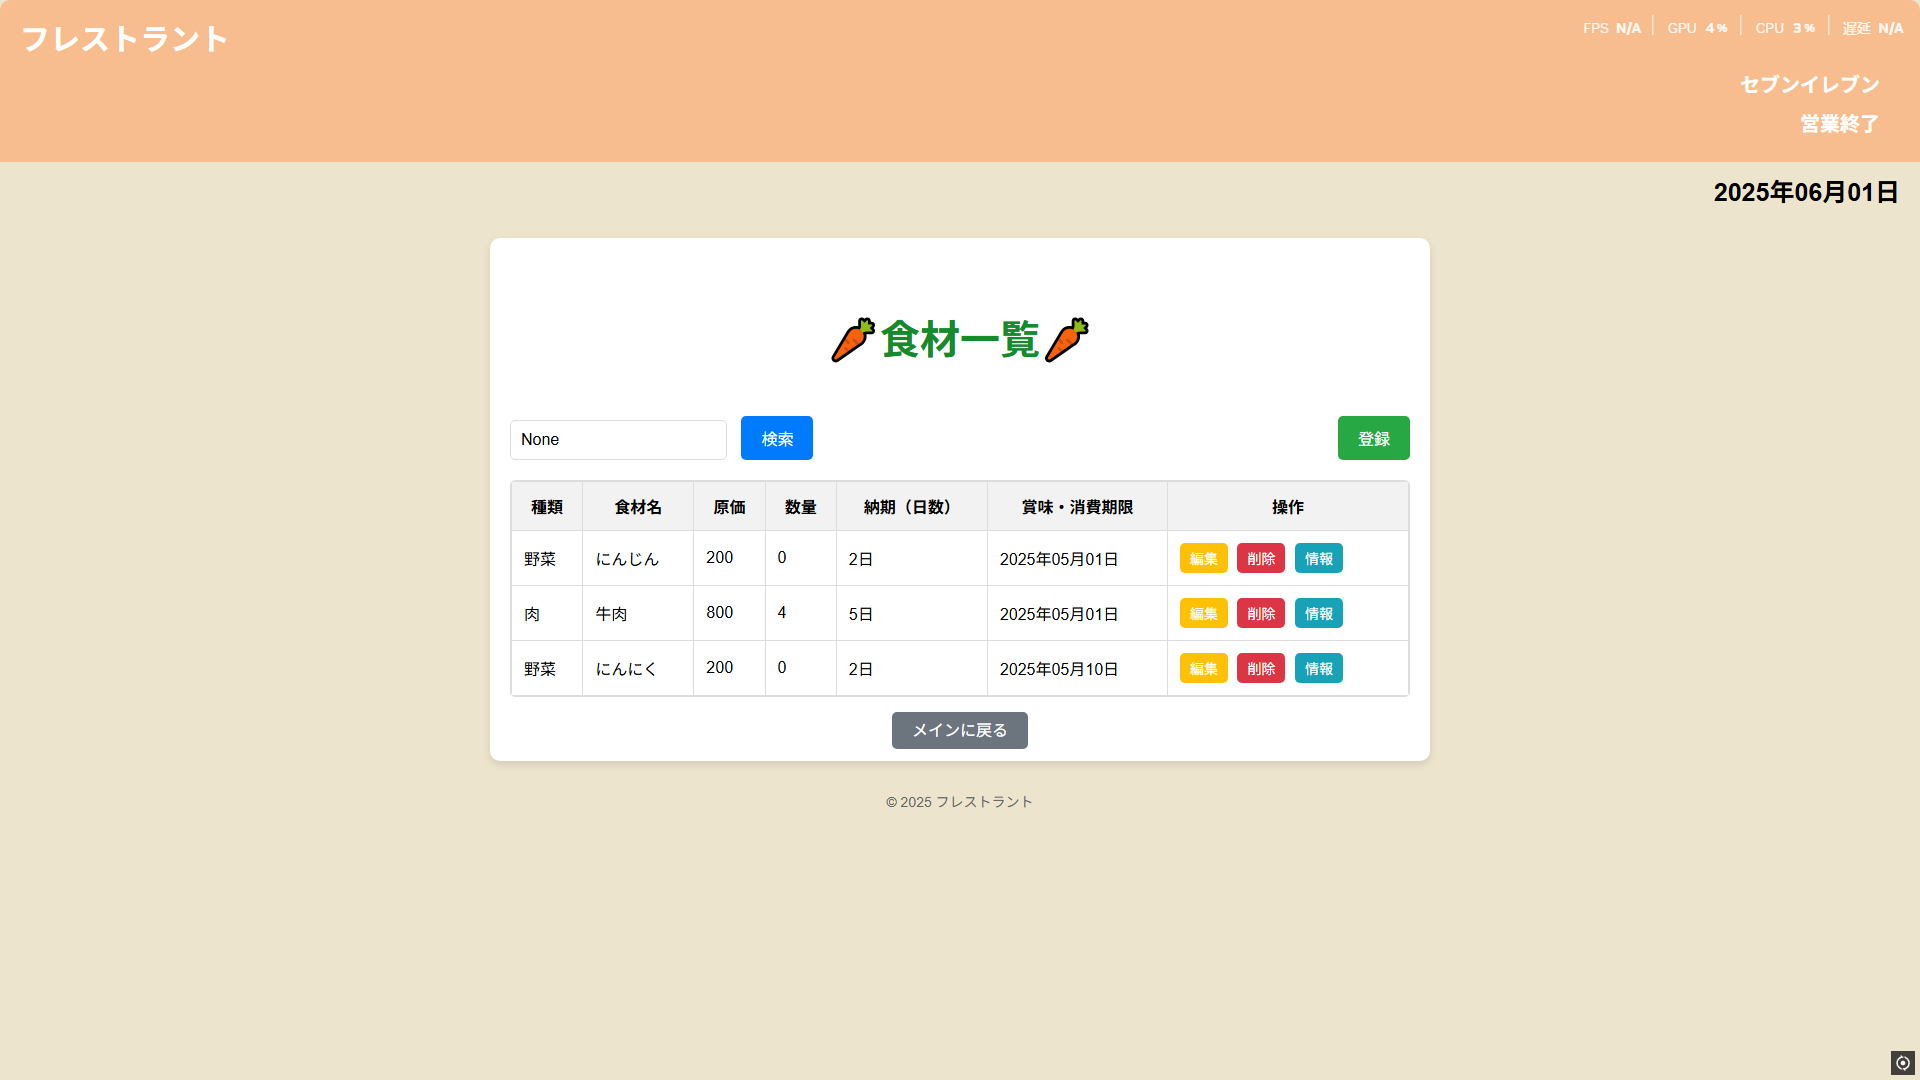 フレストラント
FPS N/A GPU 4% CPU 3% 遅延 N/A
セブンイレブン
営業終了
2025年06月01日
食材一覧
None 検索 登録
種類 食材名 原価 数量 納期（日数） 賞味・消費期限 操作
野菜 にんじん 200 0 2日 2025年05月01日 編集 削除 情報
肉 牛肉 800 4 5日 2025年05月01日 編集 削除 情報
野菜 にんにく 200 0 2日 2025年05月10日 編集 削除 情報
メインに戻る
© 2025 フレストラント